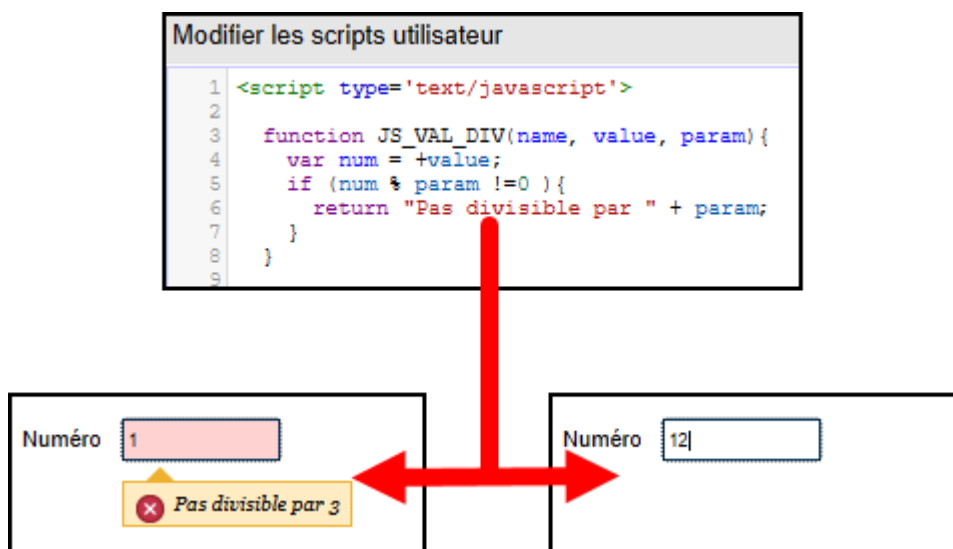 Modifier les scripts utilisateur
1 <script type='text/javascript'>
2
3 function JS_VAL_DIV(name, value, param){
4 var num = +value;
5 if (num % param !=0 ){
6 return "Pas divisible par " + param;
7 }
8 }
9
Numéro 1
Pas divisible par 3
Numéro 12